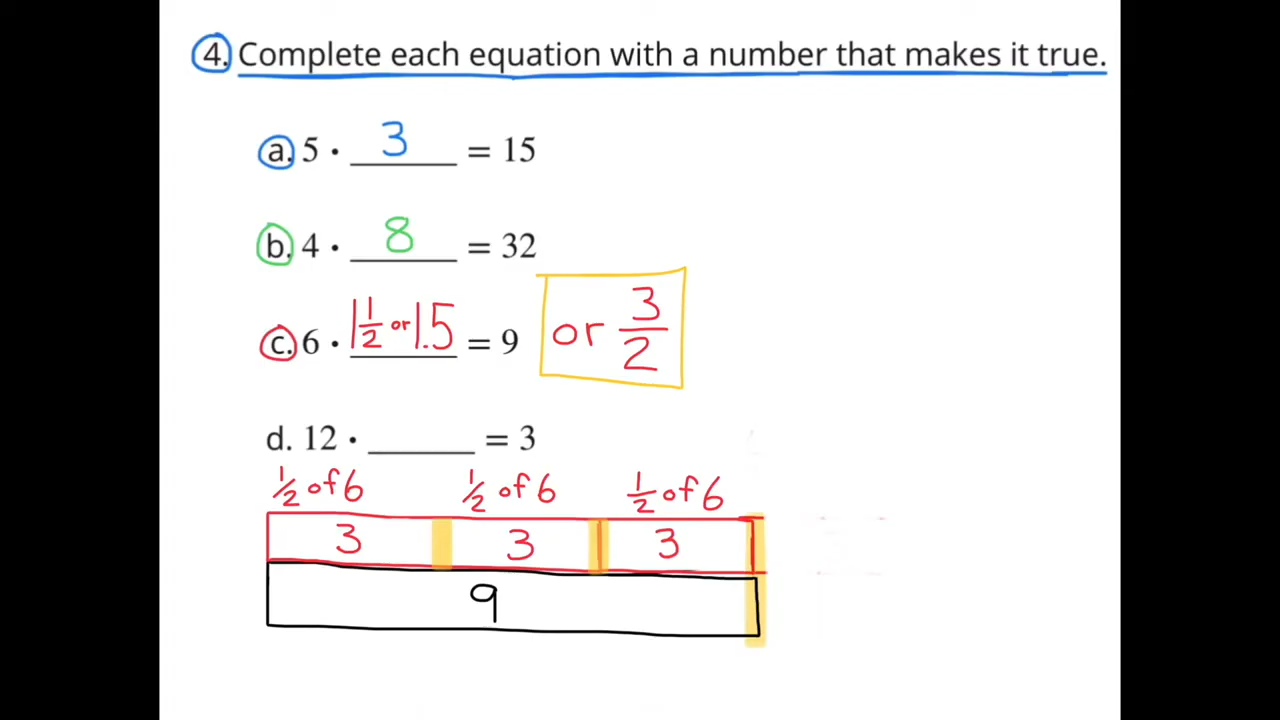 4. Complete each equation with a number that makes it true.
a. 5 · 3 = 15
b. 4 · 8 = 32
c. 6 · 1 1/2 or 1.5 = 9 or 3/2
d. 12 · ______ = 3
1/2 of 6 1/2 of 6 1/2 of 6
3 3 3
9